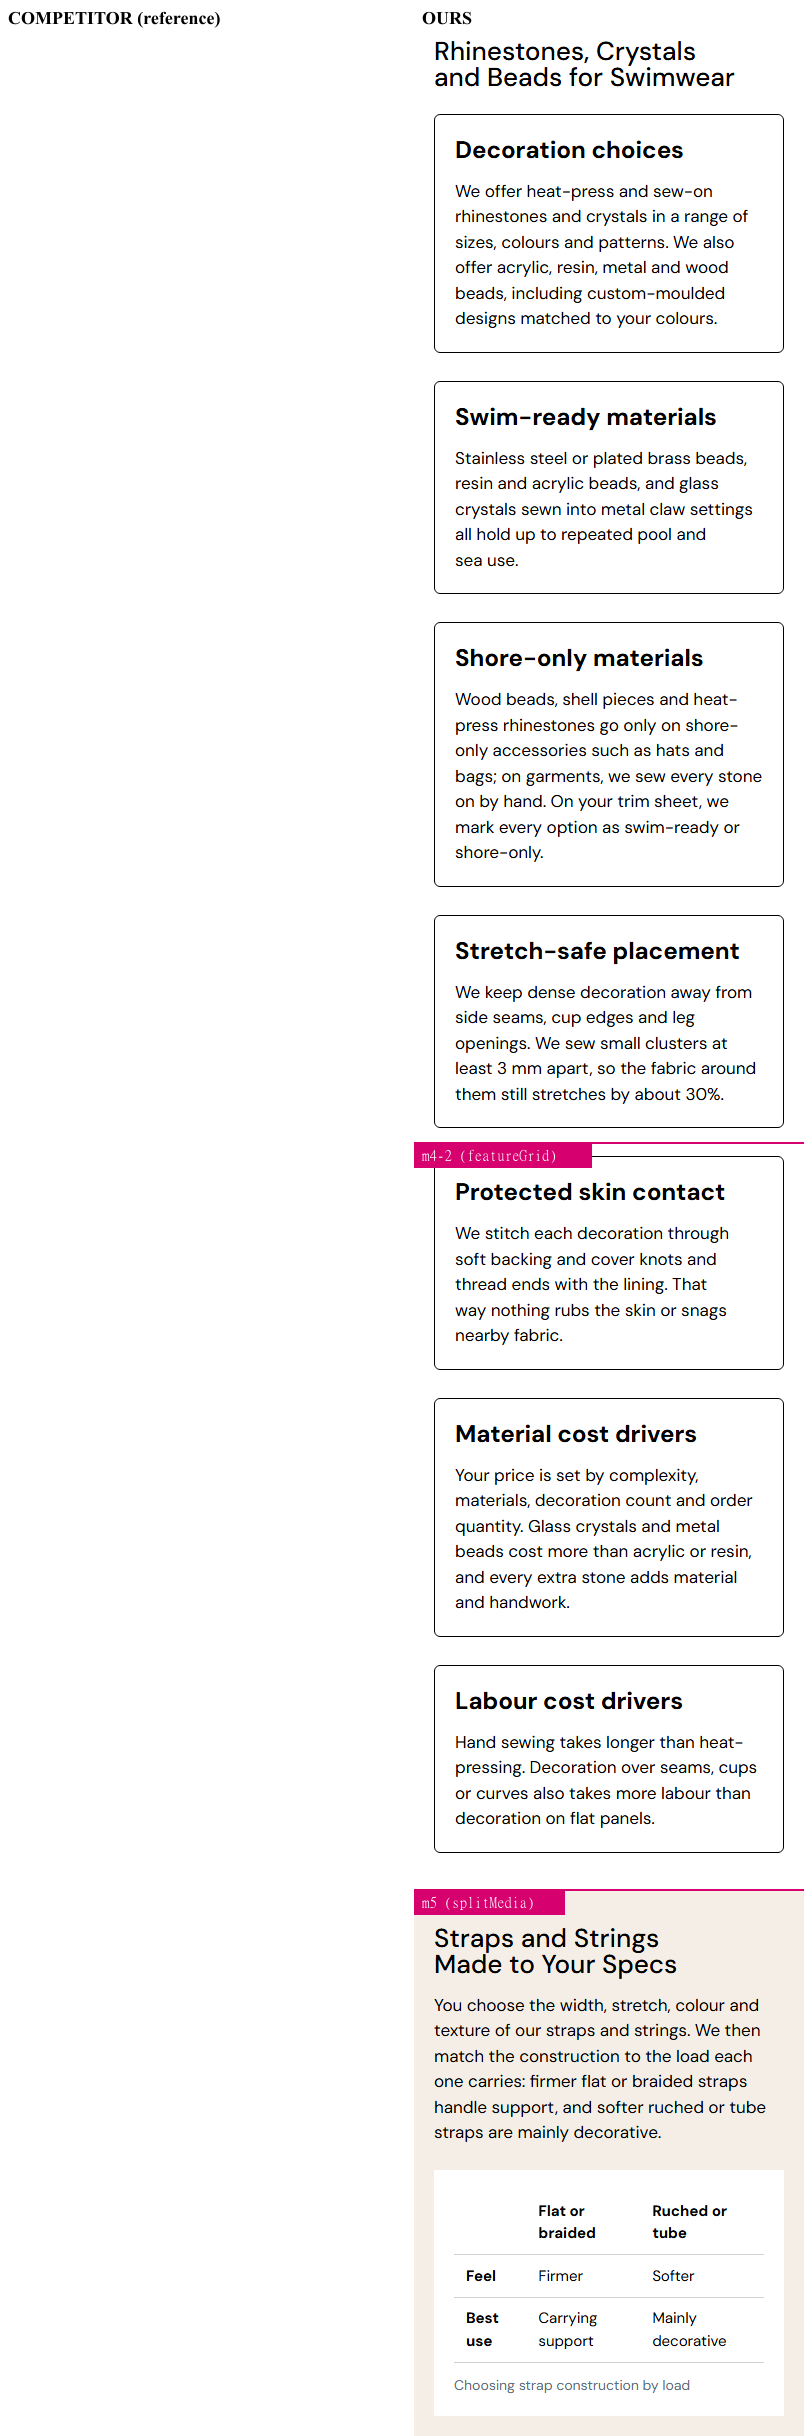 COMPETITOR (reference)
OURS
Rhinestones, Crystals
and Beads for Swimwear
Decoration choices
We offer heat-press and sew-on
rhinestones and crystals in a range of
sizes, colours and patterns. We also
offer acrylic, resin, metal and wood
beads, including custom-moulded
designs matched to your colours.
Swim-ready materials
Stainless steel or plated brass beads,
resin and acrylic beads, and glass
crystals sewn into metal claw settings
all hold up to repeated pool and
sea use.
Shore-only materials
Wood beads, shell pieces and heat-
press rhinestones go only on shore-
only accessories such as hats and
bags; on garments, we sew every stone
on by hand. On your trim sheet, we
mark every option as swim-ready or
shore-only.
Stretch-safe placement
We keep dense decoration away from
side seams, cup edges and leg
openings. We sew small clusters at
least 3 mm apart, so the fabric around
them still stretches by about 30%.
m4-2 (featureGrid)
Protected skin contact
We stitch each decoration through
soft backing and cover knots and
thread ends with the lining. That
way nothing rubs the skin or snags
nearby fabric.
Material cost drivers
Your price is set by complexity,
materials, decoration count and order
quantity. Glass crystals and metal
beads cost more than acrylic or resin,
and every extra stone adds material
and handwork.
Labour cost drivers
Hand sewing takes longer than heat-
pressing. Decoration over seams, cups
or curves also takes more labour than
decoration on flat panels.
m5 (splitMedia)
Straps and Strings
Made to Your Specs
You choose the width, stretch, colour and
texture of our straps and strings. We then
match the construction to the load each
one carries: firmer flat or braided straps
handle support, and softer ruched or tube
straps are mainly decorative.
Flat or braided
Ruched or tube
Feel
Firmer
Softer
Best use
Carrying support
Mainly decorative
Choosing strap construction by load